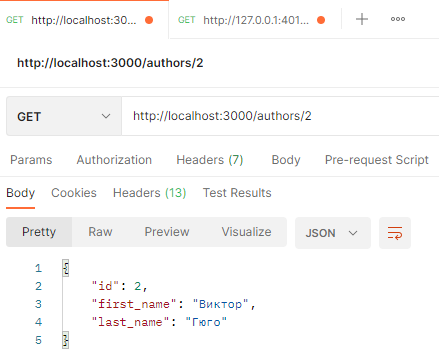 GET http://localhost:30... GET http://127.0.0.1:401...
http://localhost:3000/authors/2
GET http://localhost:3000/authors/2
Params Authorization Headers (7) Body Pre-request Script
Body Cookies Headers (13) Test Results
Pretty Raw Preview Visualize JSON
1 {
2 "id": 2,
3 "first_name": "Виктор",
4 "last_name": "Гюго"
5 }